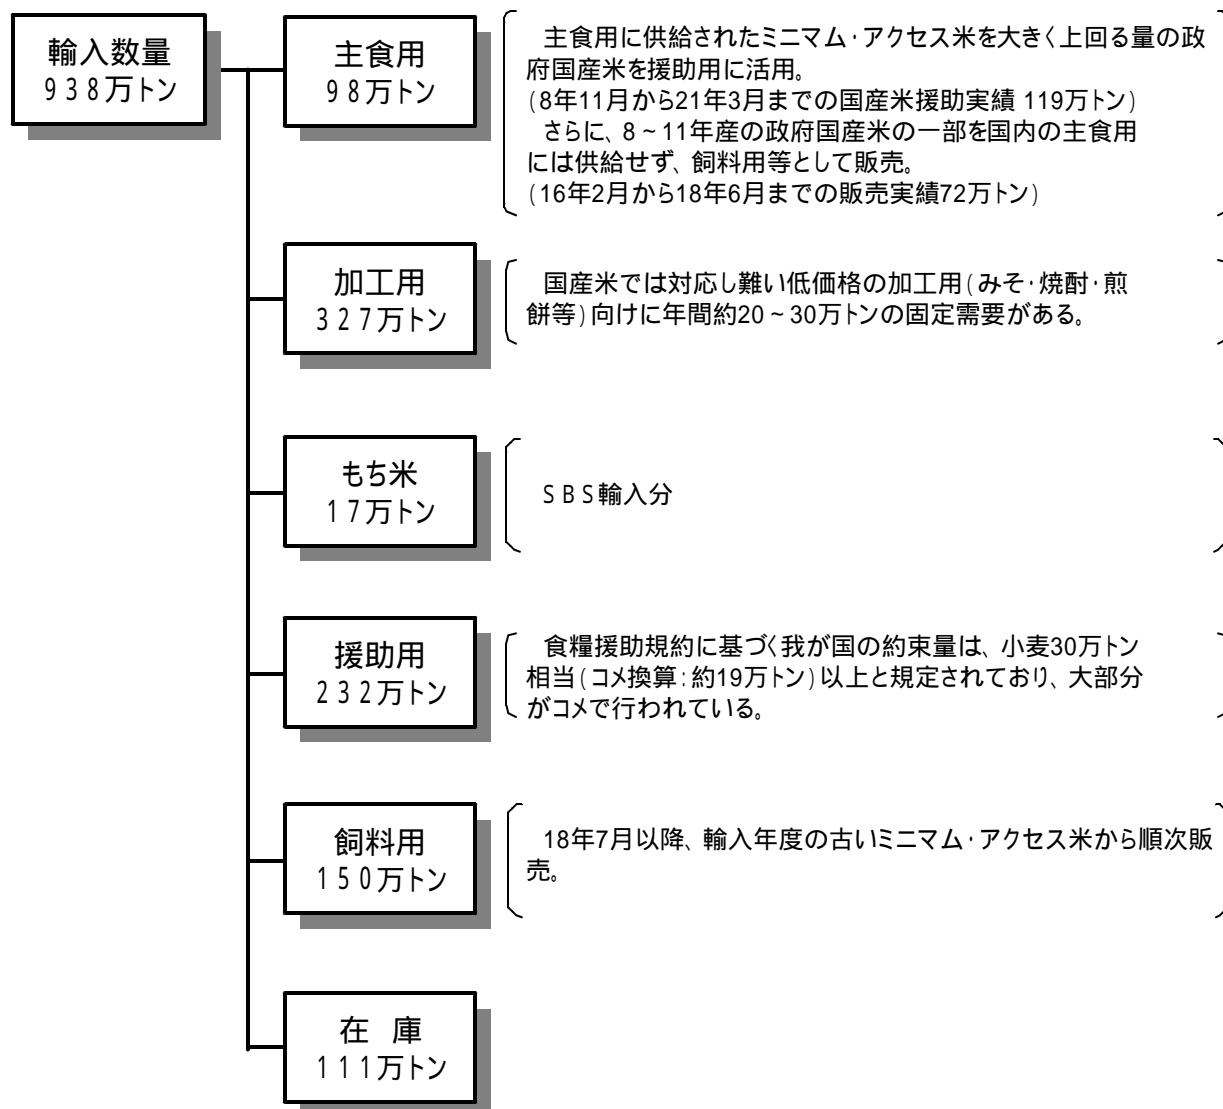 輸入数量
938万トン
主食用
98万トン
主食用に供給されたミニマム・アクセス米を大きく上回る量の政
府国産米を援助用に活用。
(8年11月から21年3月までの国産米援助実績 119万トン)
さらに、8~11年産の政府国産米の一部を国内の主食用
には供給せず、飼料用等として販売。
(16年2月から18年6月までの販売実績72万トン)
加工用
327万トン
国産米では対応し難い低価格の加工用(みそ・焼酎・煎
餅等)向けに年間約20~30万トンの固定需要がある。
もち米
17万トン
SBS輸入分
援助用
232万トン
食糧援助規約に基づく我が国の約束量は、小麦30万トン
相当(コメ換算:約19万トン)以上と規定されており、大部分
がコメで行われている。
飼料用
150万トン
18年7月以降、輸入年度の古いミニマム・アクセス米から順次販
売。
在 庫
111万トン